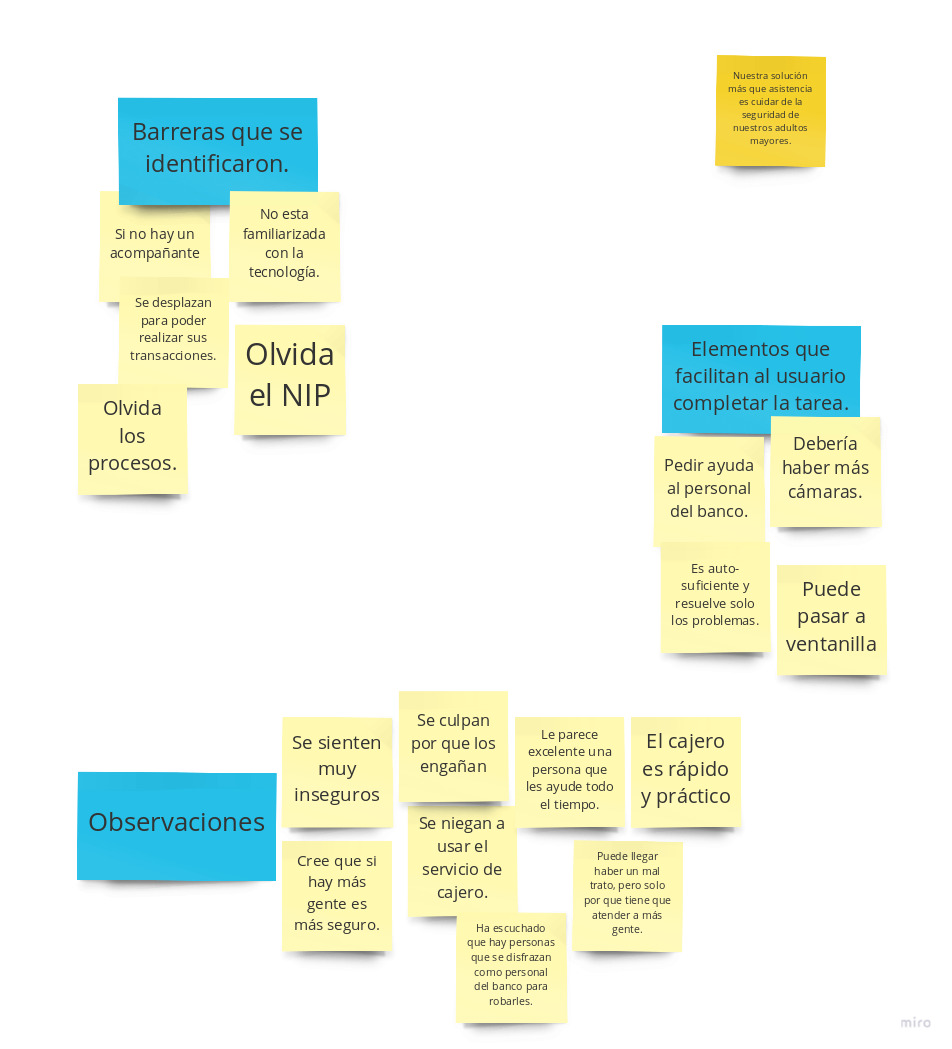 Nuestra solución
más que asistencia
es cuidar de la
seguridad de
nuestros adultos
mayores.
Barreras que se
identificaron.
Si no hay un
acompañante
No esta
familiarizada
con la
tecnología.
Se desplazan
para poder
realizar sus
transacciones.
Olvida
el NIP
Olvida
los
procesos.
Elementos que
facilitan al usuario
completar la tarea.
Pedir ayuda
al personal
del banco.
Debería
haber más
cámaras.
Es auto-
suficiente y
resuelve solo
los problemas.
Puede
pasar a
ventanilla
Observaciones
Se sienten
muy
inseguros
Se culpan
por que los
engañan
Le parece
excelente una
persona que
les ayude todo
el tiempo.
El cajero
es rápido
y práctico
Cree que si
hay más
gente es
más seguro.
Se niegan a
usar el
servicio de
cajero.
Puede llegar
haber un mal
trato, pero solo
por que tiene que
atender a más
gente.
Ha escuchado
que hay personas
que se disfrazan
como personal
del banco para
robarles.
miro